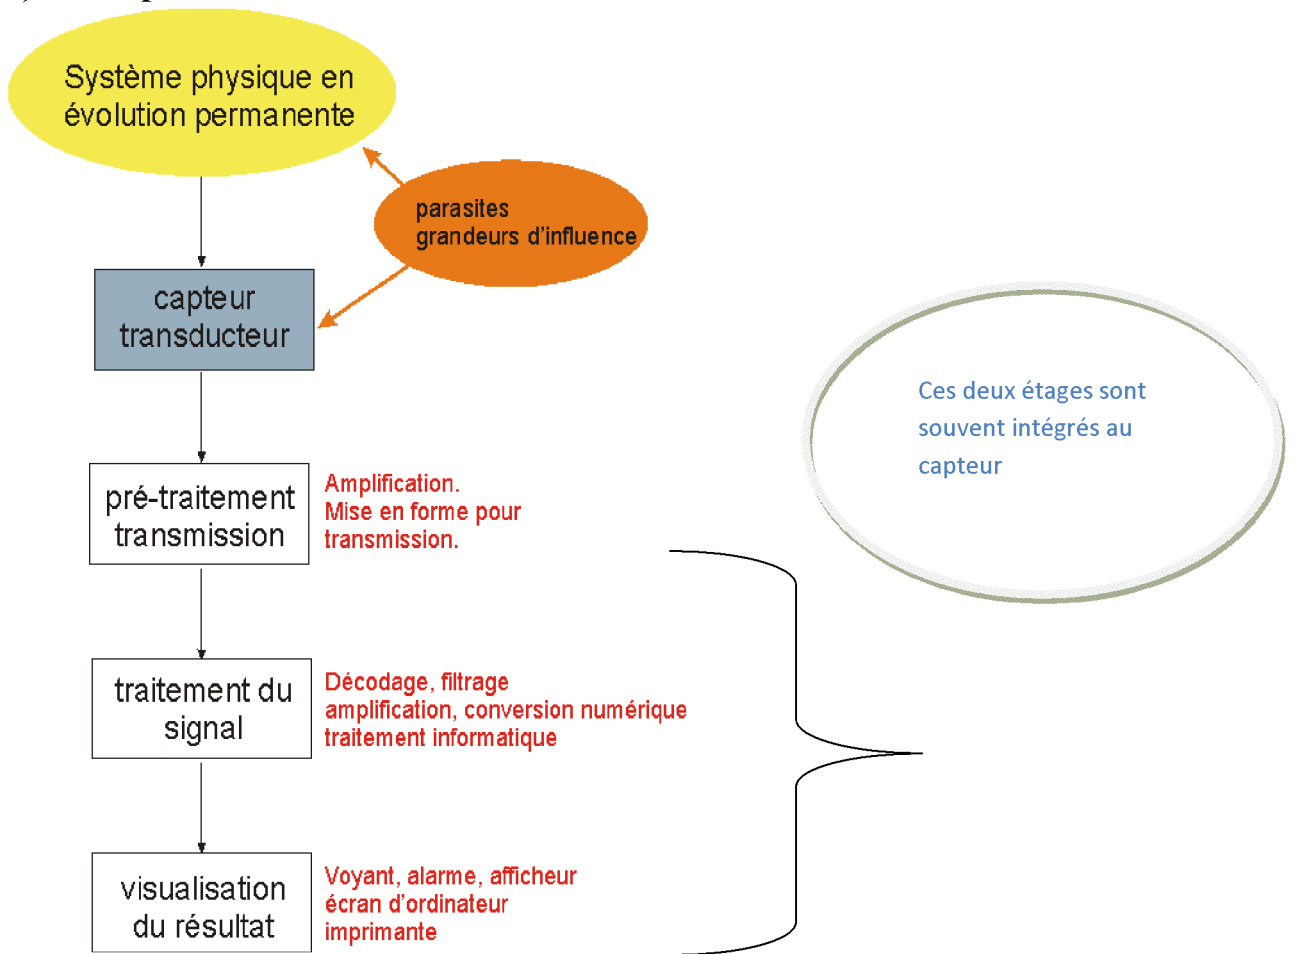 Système physique en
évolution permanente
parasites
grandeurs d'influence
capteur
transducteur
Ces deux étages sont
souvent intégrés au
capteur
pré-traitement
transmission
Amplification.
Mise en forme pour
transmission.
traitement du
signal
Décodage, filtrage
amplification, conversion numérique
traitement informatique
visualisation
du résultat
Voyant, alarme, afficheur
écran d'ordinateur
imprimante